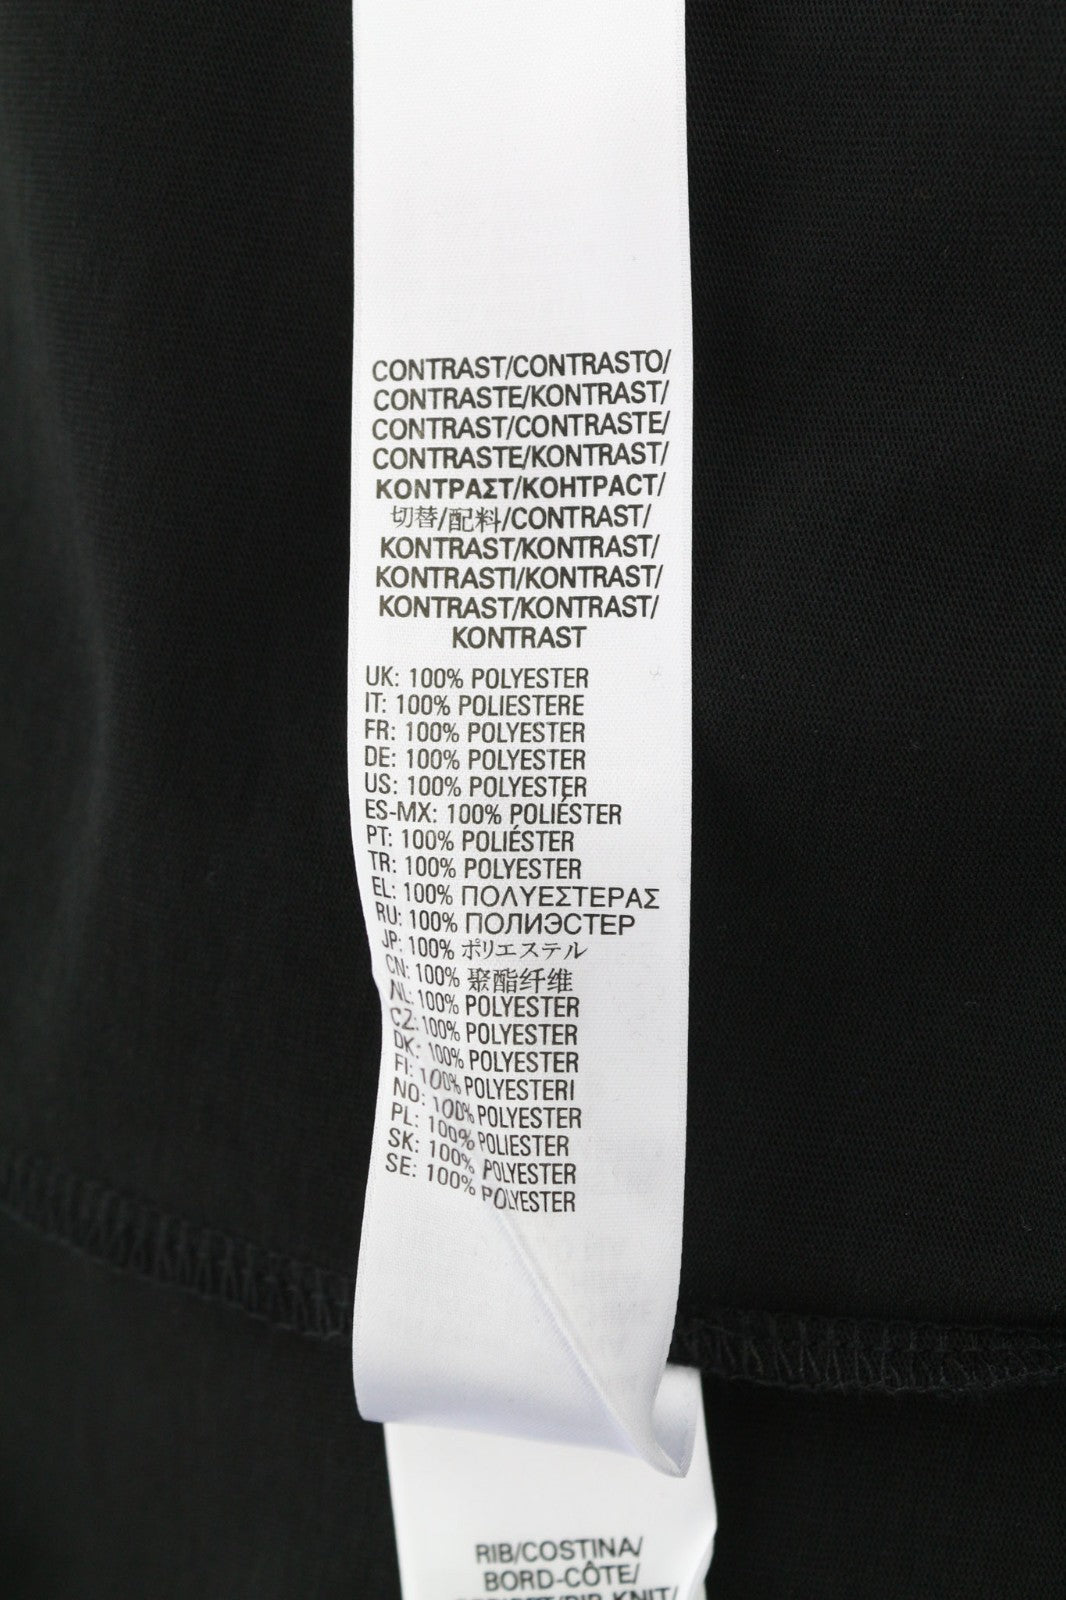 CONTRAST/CONTRASTO/
CONTRASTE/KONTRAST/
CONTRAST/CONTRASTE/
CONTRASTE/KONTRAST/
ΚΟΝΤΡΑΣΤ/КОНТРАСТ/
切替/配料/CONTRAST/
KONTRAST/KONTRAST/
KONTRASTI/KONTRAST/
KONTRAST/KONTRAST/
KONTRAST
UK: 100% POLYESTER
IT: 100% POLIESTERE
FR: 100% POLYESTER
DE: 100% POLYESTER
US: 100% POLYESTER
ES-MX: 100% POLIÉSTER
PT: 100% POLIÉSTER
TR: 100% POLYESTER
EL: 100% ΠΟΛΥΕΣΤΕΡΑΣ
RU: 100% ПОЛИЭСТЕР
JP: 100% ポリエステル
CN: 100% 聚酯纤维
NL: 100% POLYESTER
CZ: 100% POLYESTER
DK: 100% POLYESTER
FI: 100% POLYESTERI
NO: 100% POLYESTER
PL: 100% POLIESTER
SK: 100% POLYESTER
SE: 100% POLYESTER
RIB/COSTINA/
BORD-CÔTE/